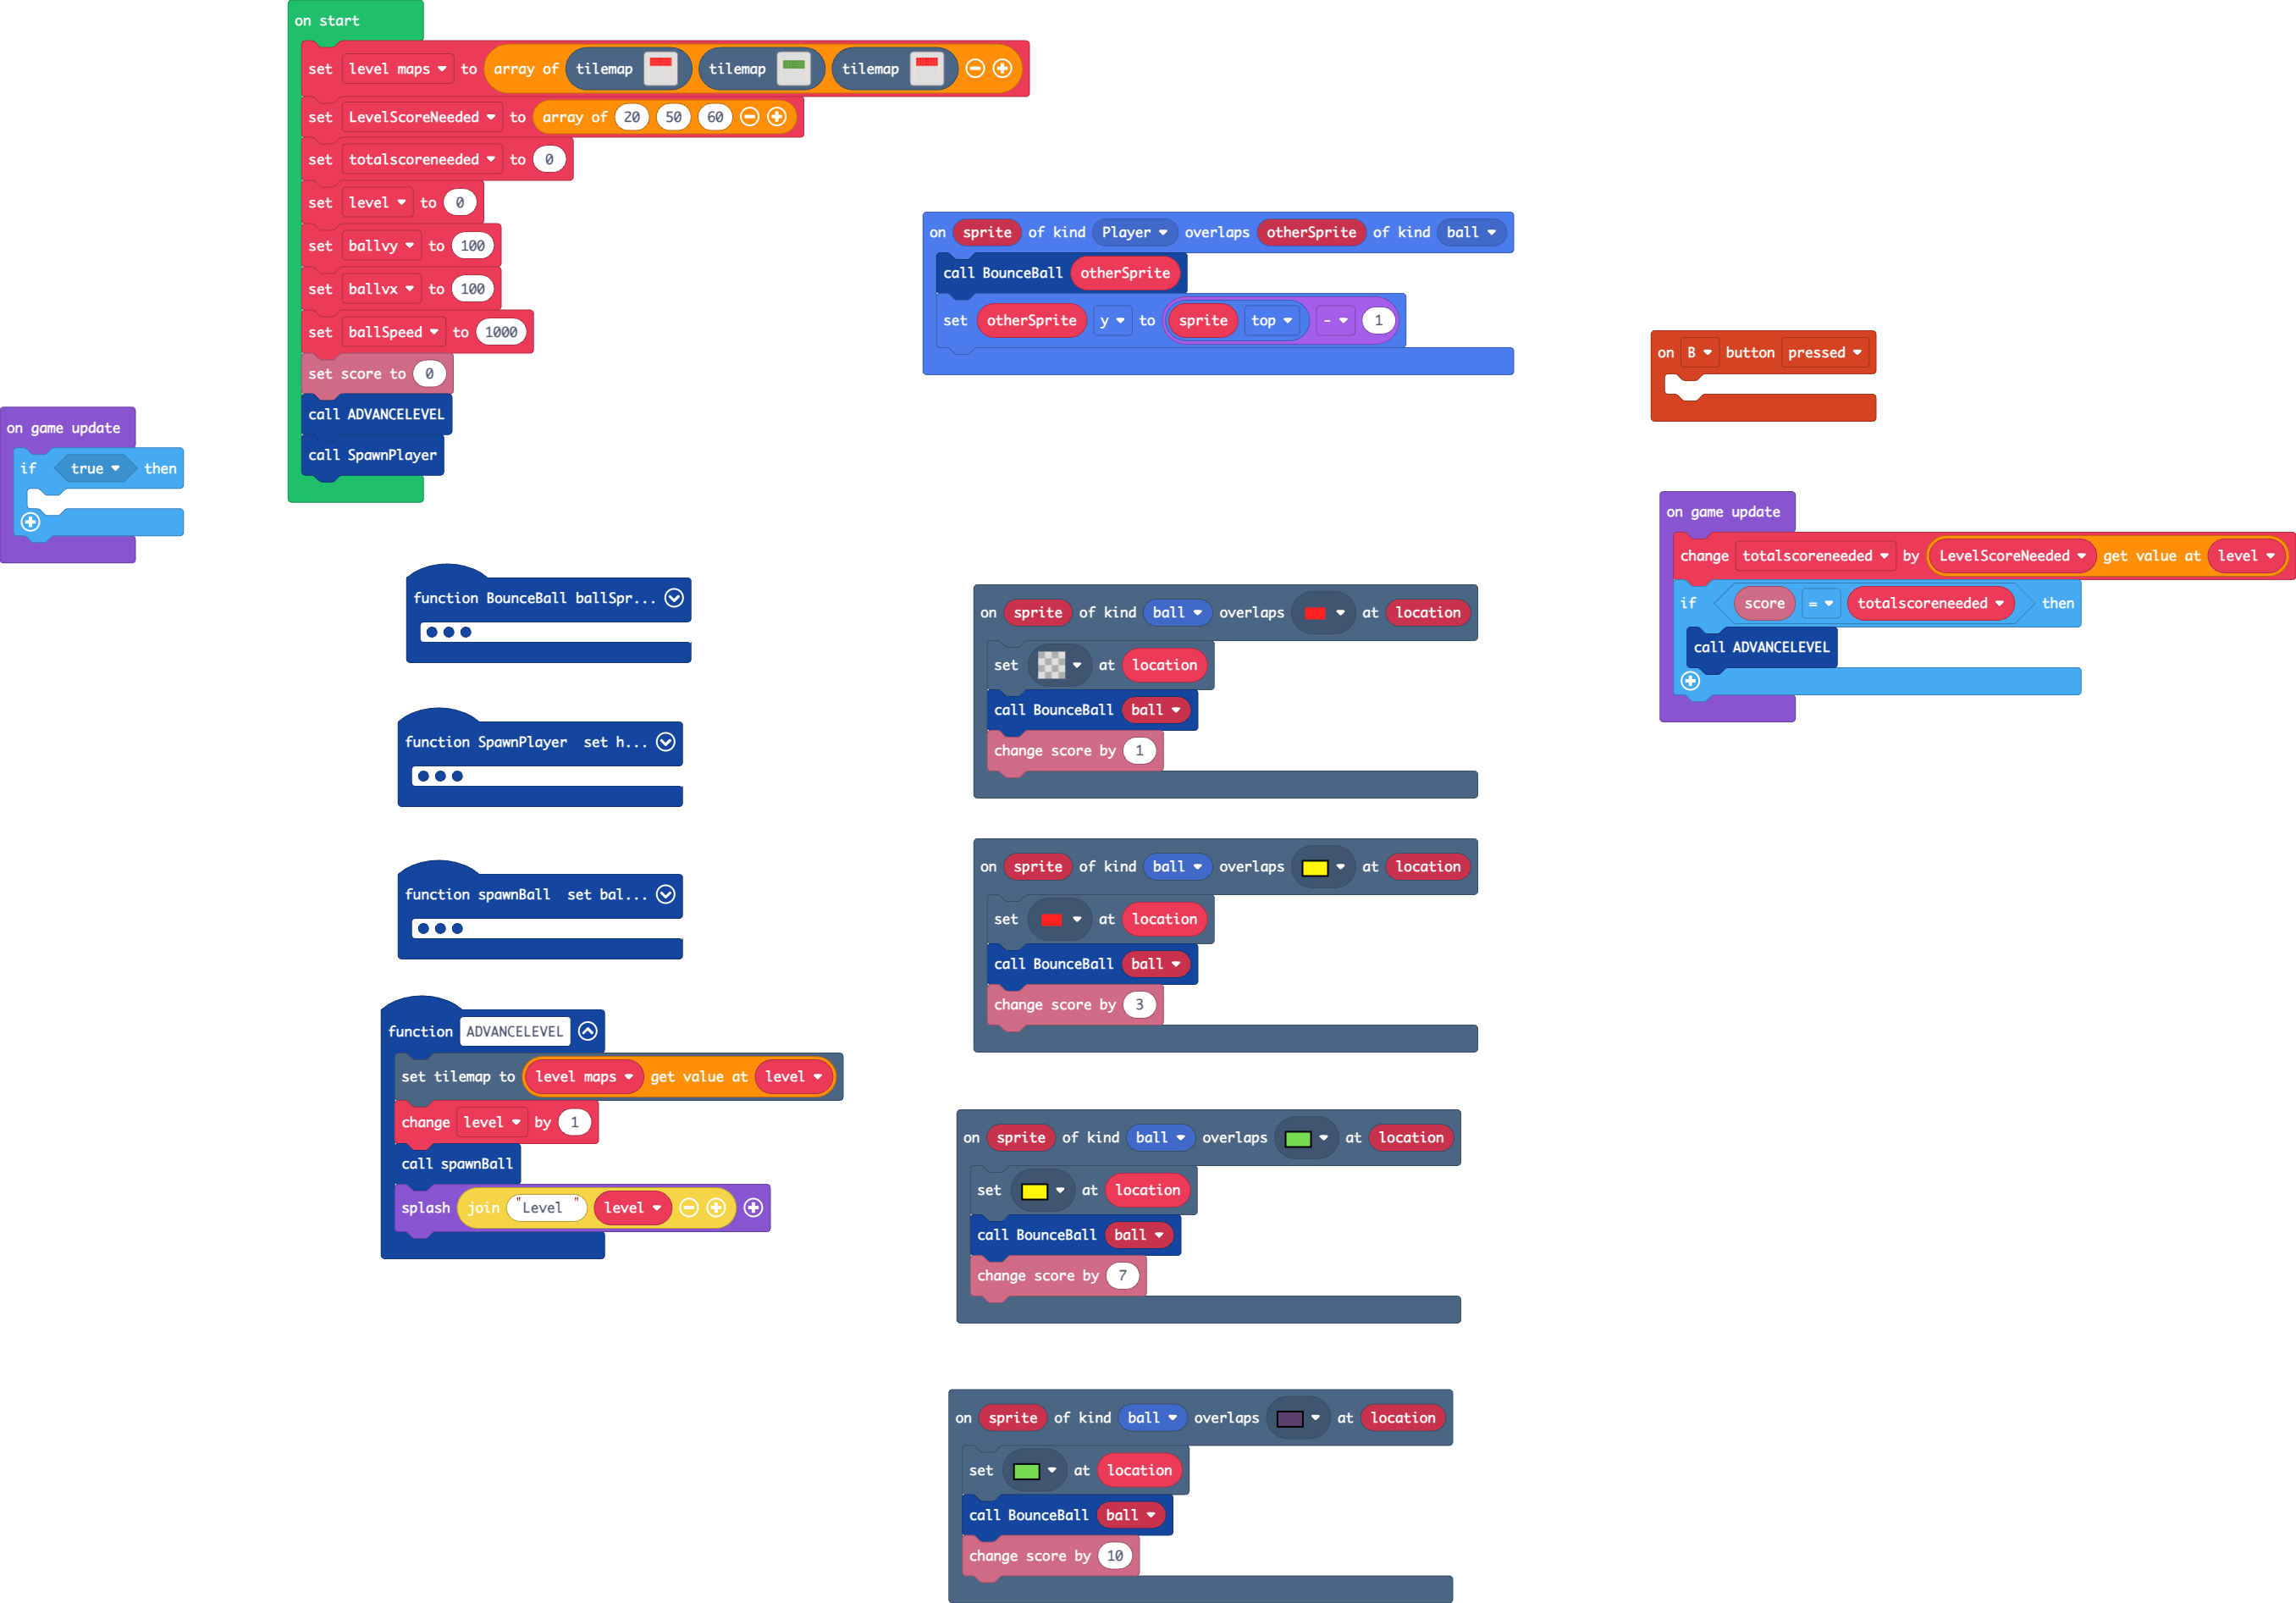 on start
set level maps to array of tilemap tilemap tilemap
set LevelScoreNeeded to array of 20 50 60
set totalscoreneeded to 0
set level to 0
set ballvy to 100
set ballvx to 100
set ballSpeed to 1000
set score to 0
call ADVANCELEVEL
call SpawnPlayer
on game update
if true then
function BounceBall ballSpr...
function SpawnPlayer set h...
function spawnBall set bal...
function ADVANCELEVEL
set tilemap to level maps get value at level
change level by 1
call spawnBall
splash join "Level " level
on sprite of kind Player overlaps otherSprite of kind ball
call BounceBall otherSprite
set otherSprite y to sprite top - 1
on sprite of kind ball overlaps at location
set at location
call BounceBall ball
change score by 1
on sprite of kind ball overlaps at location
set at location
call BounceBall ball
change score by 3
on sprite of kind ball overlaps at location
set at location
call BounceBall ball
change score by 7
on sprite of kind ball overlaps at location
set at location
call BounceBall ball
change score by 10
on B button pressed
on game update
change totalscoreneeded by LevelScoreNeeded get value at level
if score = totalscoreneeded then
call ADVANCELEVEL